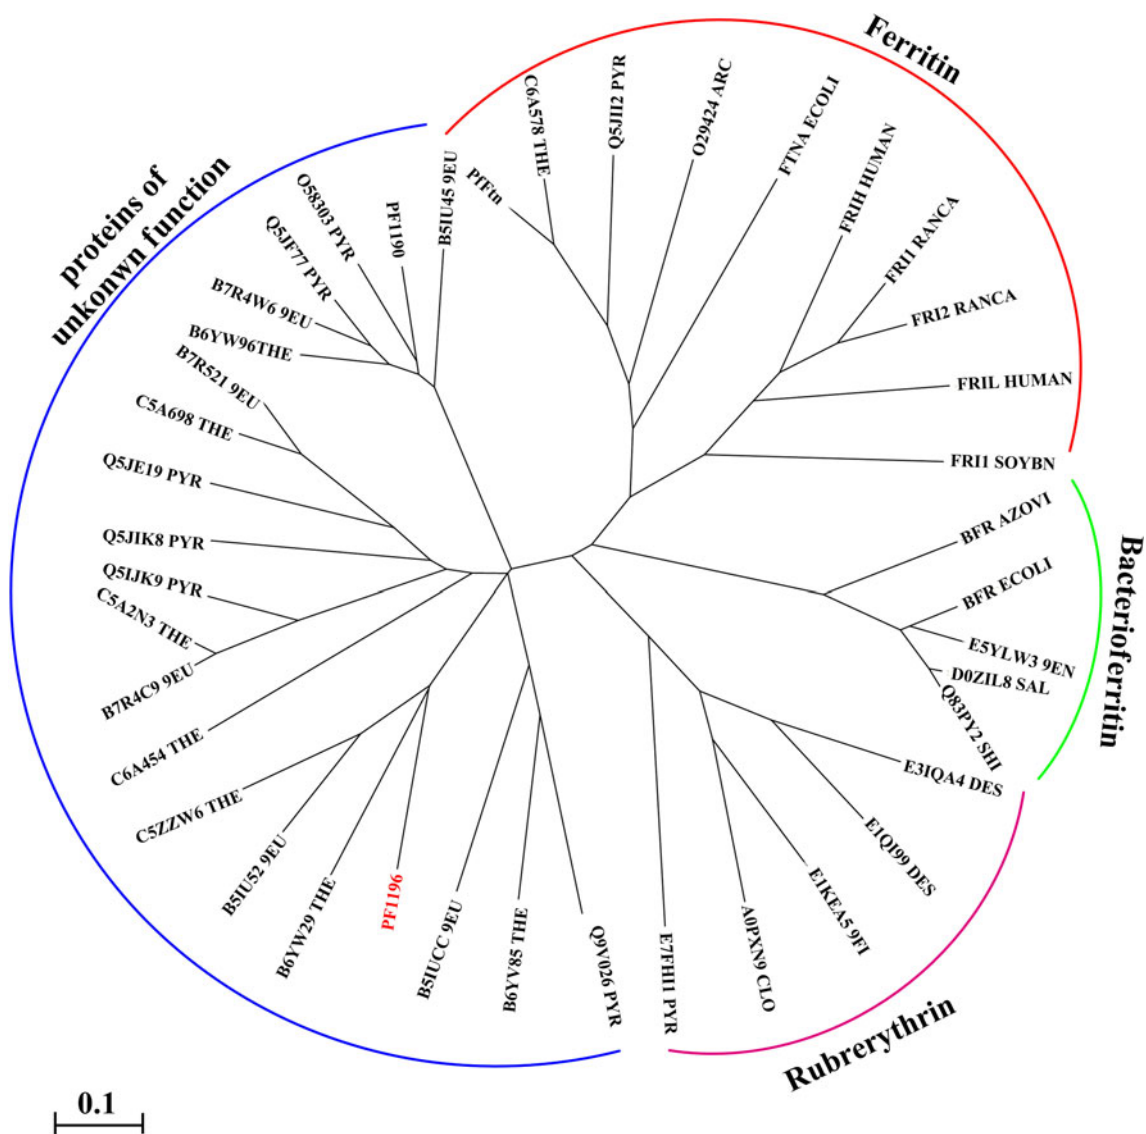 Ferritin
C6A578 THE
Q5JII2 PYR
O29424 ARC
FTNA ECOLI
FRIH HUMAN
FRI1 RANCA
FRI2 RANCA
FRIL HUMAN
FRI1 SOYBN
PfFtn
proteins of
unkonwn function
B5IU45 9EU
PF1190
O58303 PYR
Q5JF77 PYR
B7R4W6 9EU
B6YW96THE
B7R521 9EU
C5A698 THE
Q5JE19 PYR
Q5JIK8 PYR
Q5IJK9 PYR
C5A2N3 THE
B7R4C9 9EU
C6A454 THE
C5ZZW6 THE
B5IU52 9EU
B6YW29 THE
PF1196
B5IUCC 9EU
B6YV85 THE
Q9V026 PYR
Bacterioferritin
BFR AZOVI
BFR ECOLI
E5YLW3 9EN
D0ZIL8 SAL
Q83PY2 SHI
E3IQA4 DES
E1QI99 DES
E1KEA5 9FI
A0PXN9 CLO
E7FHI1 PYR
Rubrerythrin
0.1